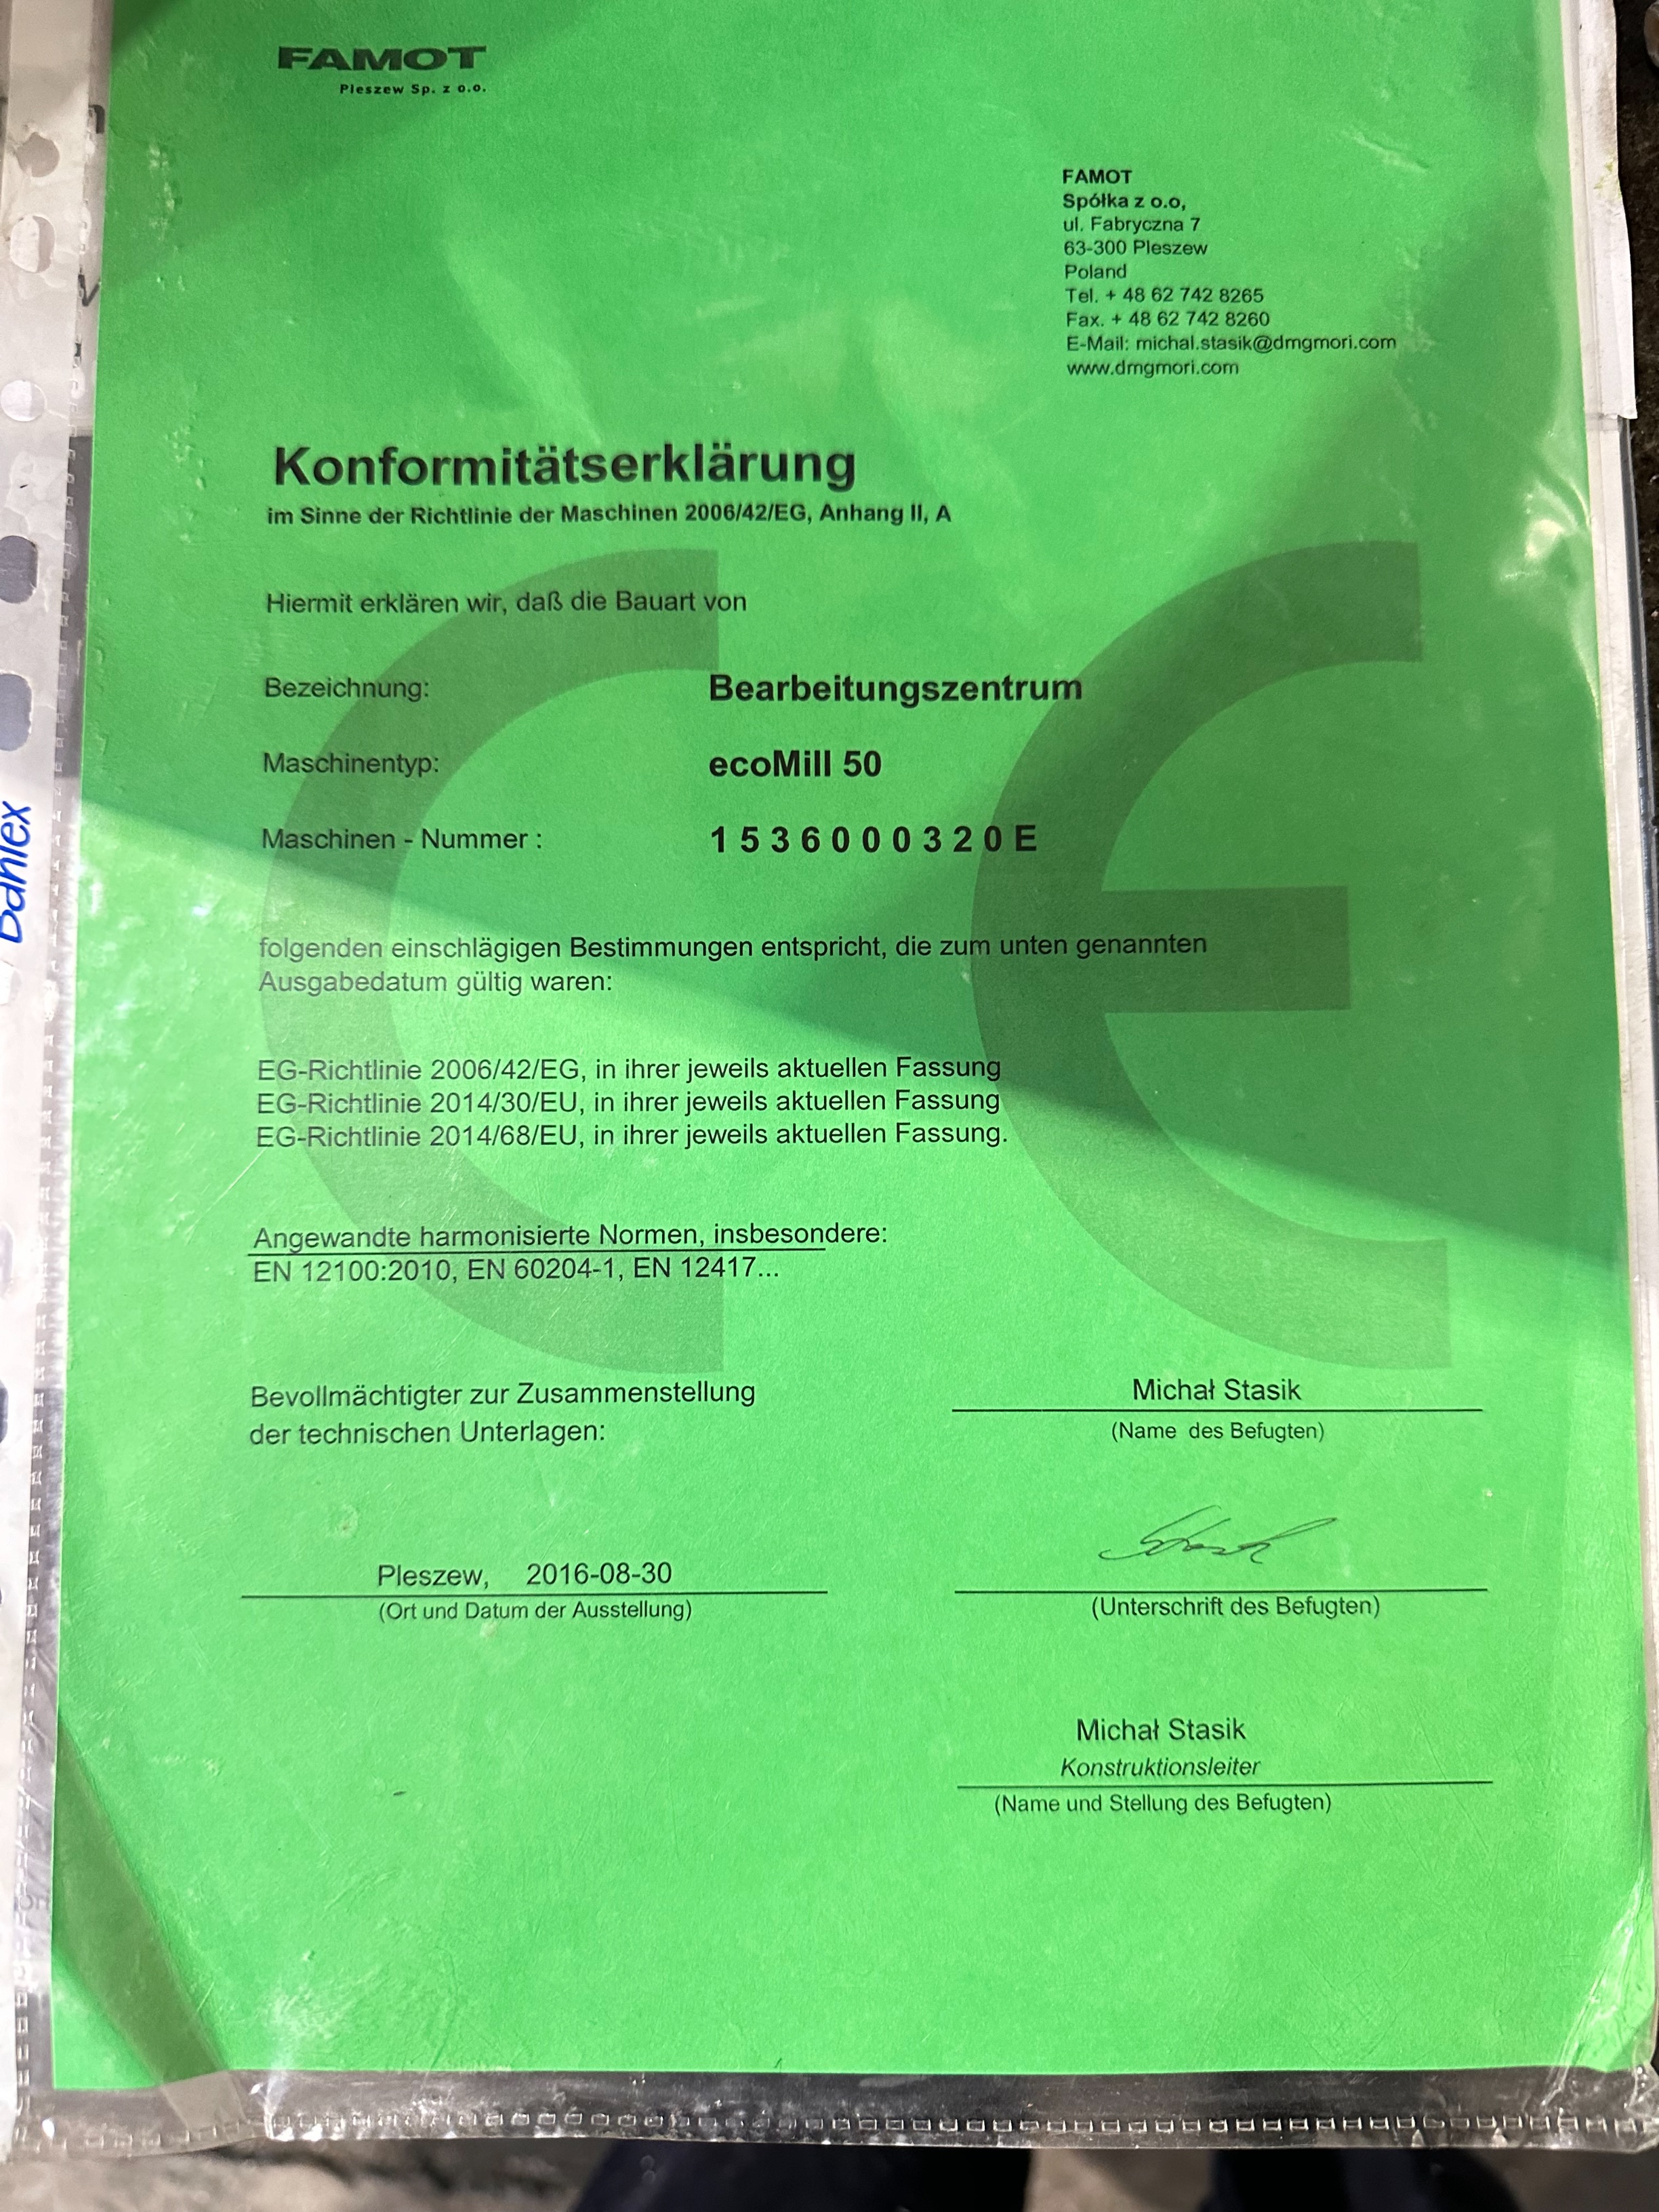 FAMOT
Pleszew Sp. z o.o.
FAMOT
Spółka z o.o,
ul. Fabryczna 7
63-300 Pleszew
Poland
Tel. + 48 62 742 8265
Fax. + 48 62 742 8260
E-Mail: michal.stasik@dmgmori.com
www.dmgmori.com
Konformitätserklärung
im Sinne der Richtlinie der Maschinen 2006/42/EG, Anhang II, A
Hiermit erklären wir, daß die Bauart von
Bezeichnung: Bearbeitungszentrum
Maschinentyp: ecoMill 50
Maschinen - Nummer : 1 5 3 6 0 0 0 3 2 0 E
folgenden einschlägigen Bestimmungen entspricht, die zum unten genannten
Ausgabedatum gültig waren:
EG-Richtlinie 2006/42/EG, in ihrer jeweils aktuellen Fassung
EG-Richtlinie 2014/30/EU, in ihrer jeweils aktuellen Fassung
EG-Richtlinie 2014/68/EU, in ihrer jeweils aktuellen Fassung.
Angewandte harmonisierte Normen, insbesondere:
EN 12100:2010, EN 60204-1, EN 12417...
Bevollmächtigter zur Zusammenstellung
der technischen Unterlagen:
Michał Stasik
(Name des Befugten)
Pleszew, 2016-08-30
(Ort und Datum der Ausstellung)
Stasik
(Unterschrift des Befugten)
Michał Stasik
Konstruktionsleiter
(Name und Stellung des Befugten)
CE